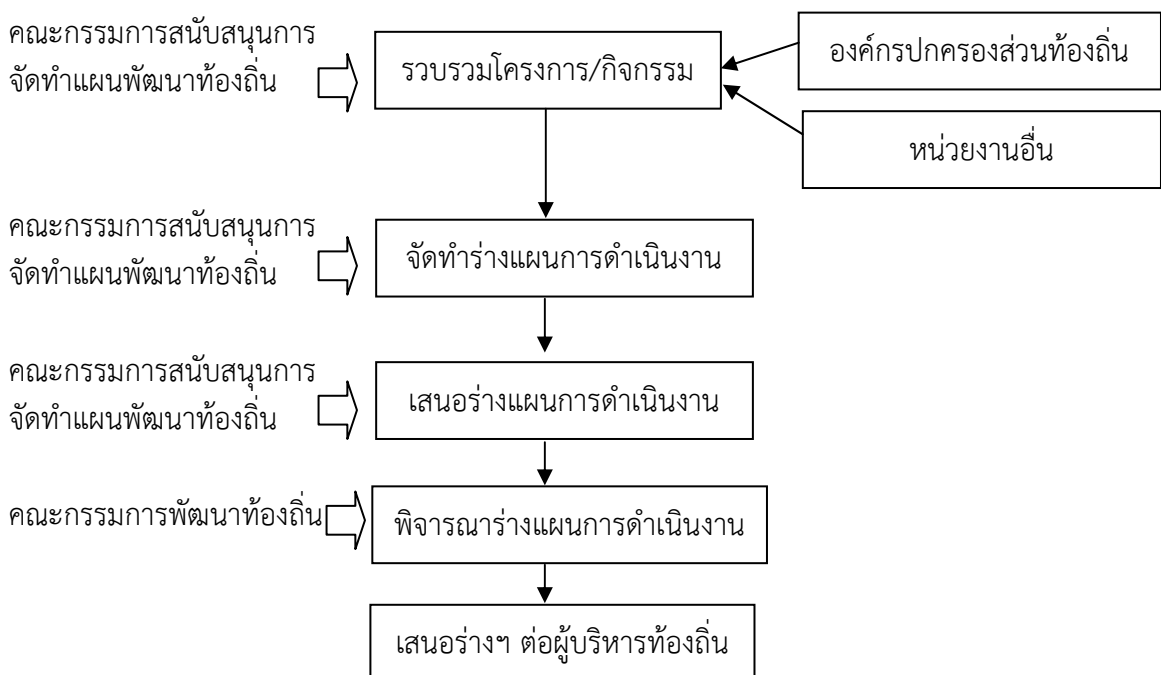 คณะกรรมการสนับสนุนการ
จัดทำแผนพัฒนาท้องถิ่น
รวบรวมโครงการ/กิจกรรม
องค์กรปกครองส่วนท้องถิ่น
หน่วยงานอื่น
คณะกรรมการสนับสนุนการ
จัดทำแผนพัฒนาท้องถิ่น
จัดทำร่างแผนการดำเนินงาน
คณะกรรมการสนับสนุนการ
จัดทำแผนพัฒนาท้องถิ่น
เสนอร่างแผนการดำเนินงาน
คณะกรรมการพัฒนาท้องถิ่น
พิจารณาร่างแผนการดำเนินงาน
เสนอร่างฯ ต่อผู้บริหารท้องถิ่น